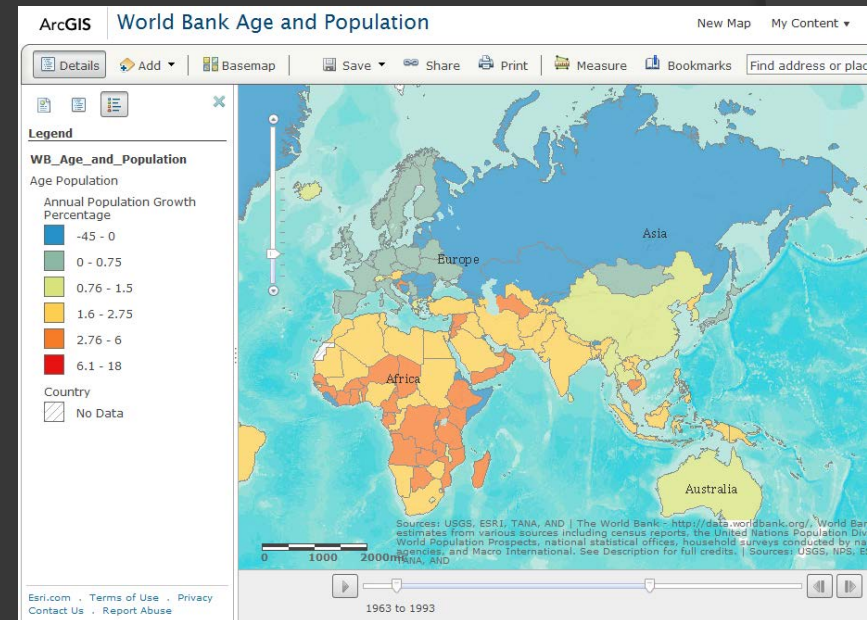 ArcGIS World Bank Age and Population New Map My Content
Details Add Basemap Save Share Print Measure Bookmarks Find address or plac
Legend
WB_Age_and_Population
Age Population
Annual Population Growth
Percentage
-45 - 0
0 - 0.75
0.76 - 1.5
1.6 - 2.75
2.76 - 6
6.1 - 18
Country
No Data
Asia
Europe
Africa
Australia
Sources: USGS, ESRI, TANA, AND | The World Bank - http://data.worldbank.org/, World Ban
estimates from various sources including census reports, the United Nations Population Div
World Population Prospects, national statistical offices, household surveys conducted by na
agencies, and Macro International. See Description for full credits. | Sources: USGS, NPS, ES
TANA, AND
0 1000 2000mi
1963 to 1993
Esri.com . Terms of Use . Privacy
Contact Us . Report Abuse